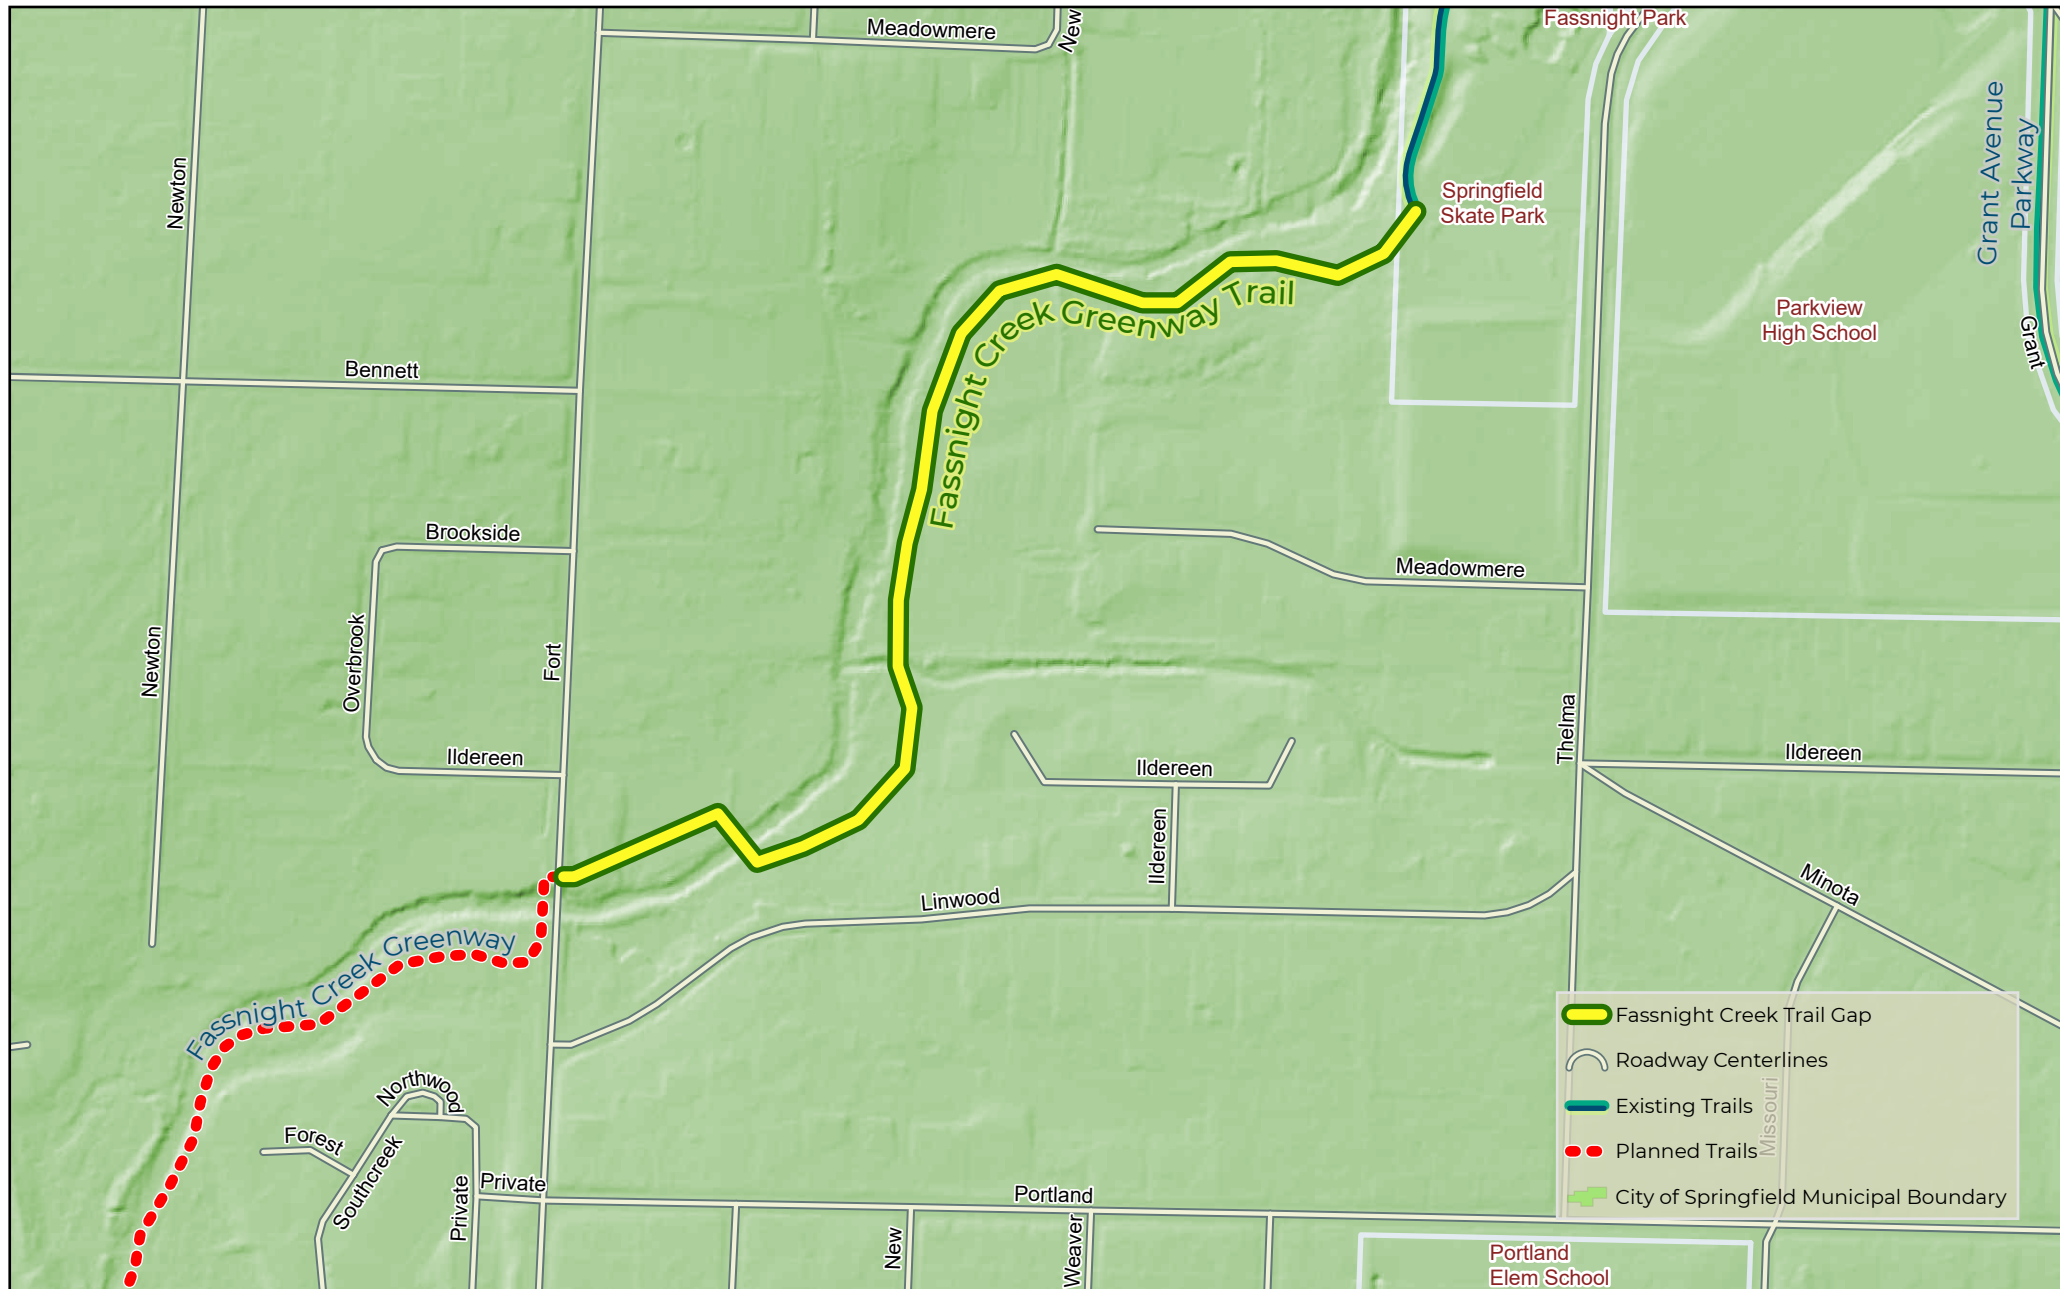 Meadowmere
New
Fassnight Park
Newton
Springfield
Skate Park
Grant Avenue
Parkway
Parkview
High School
Grant
Fassnight Creek Greenway Trail
Bennett
Brookside
Meadowmere
Overbrook
Newton
Fort
Thelma
Ildereen
Ildereen
Ildereen
Ildereen
Linwood
Minota
Fassnight Creek Greenway
Northwood
Forest
Southcreek
Private
Private
Portland
New
Weaver
Missouri
Fassnight Creek Trail Gap
Roadway Centerlines
Existing Trails
Planned Trails
City of Springfield Municipal Boundary
Portland
Elem School